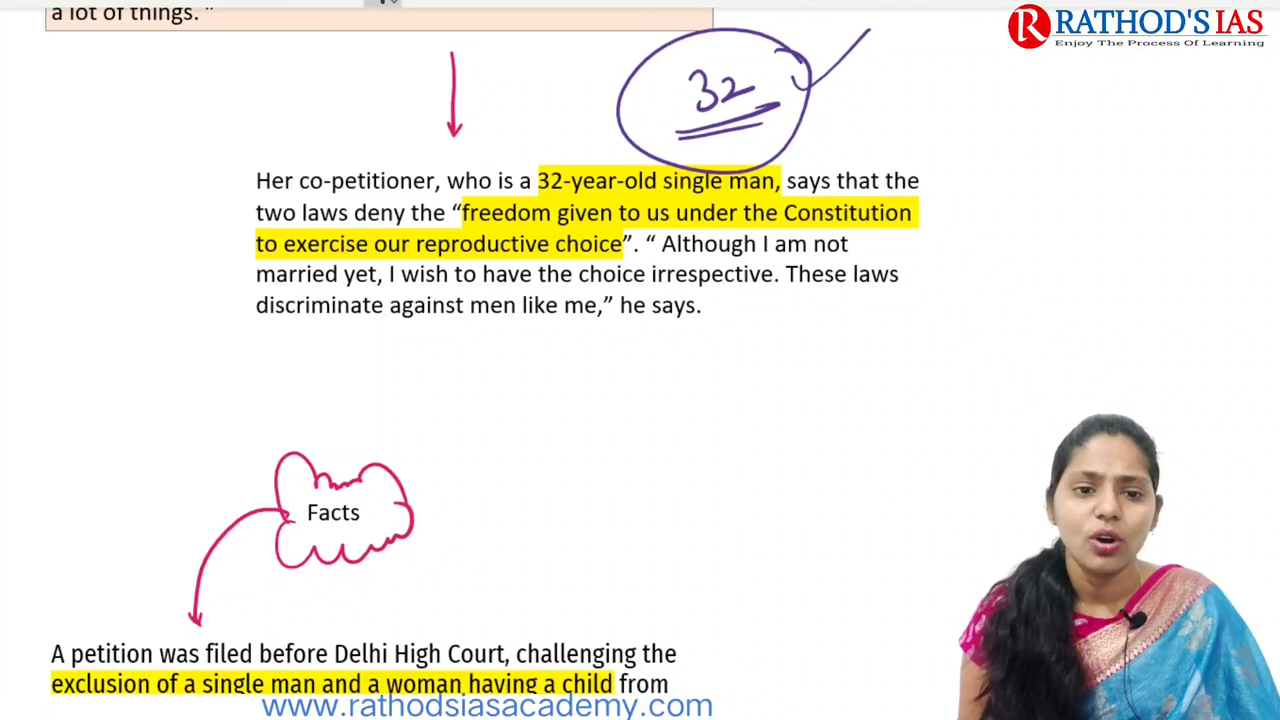 a lot of things. ”
RATHOD'S IAS
Enjoy The Process Of Learning
32
Her co-petitioner, who is a 32-year-old single man, says that the
two laws deny the “freedom given to us under the Constitution
to exercise our reproductive choice”. “ Although I am not
married yet, I wish to have the choice irrespective. These laws
discriminate against men like me,” he says.
Facts
A petition was filed before Delhi High Court, challenging the
exclusion of a single man and a woman having a child from
www.rathodsiasacademy.com